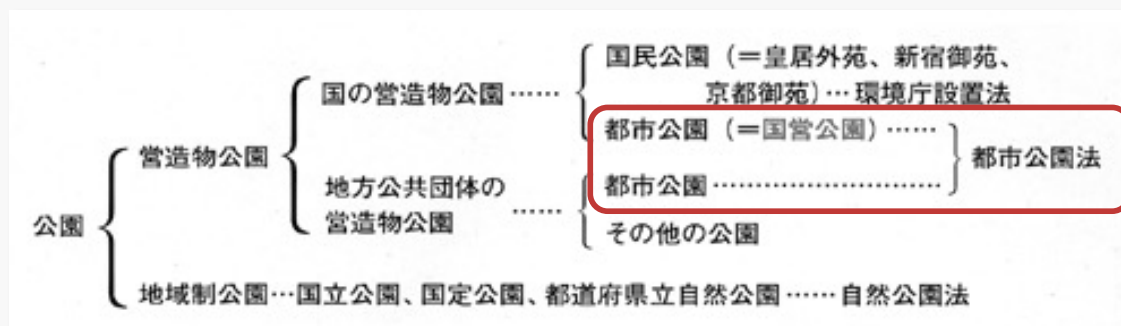 国民公園（＝皇居外苑、新宿御苑、
国の営造物公園……
京都御苑）…環境庁設置法
都市公園（＝国営公園）……
営造物公園
都市公園法
地方公共団体の
営造物公園
……
都市公園……………………
公園
その他の公園
地域制公園…国立公園、国定公園、都道府県立自然公園……自然公園法